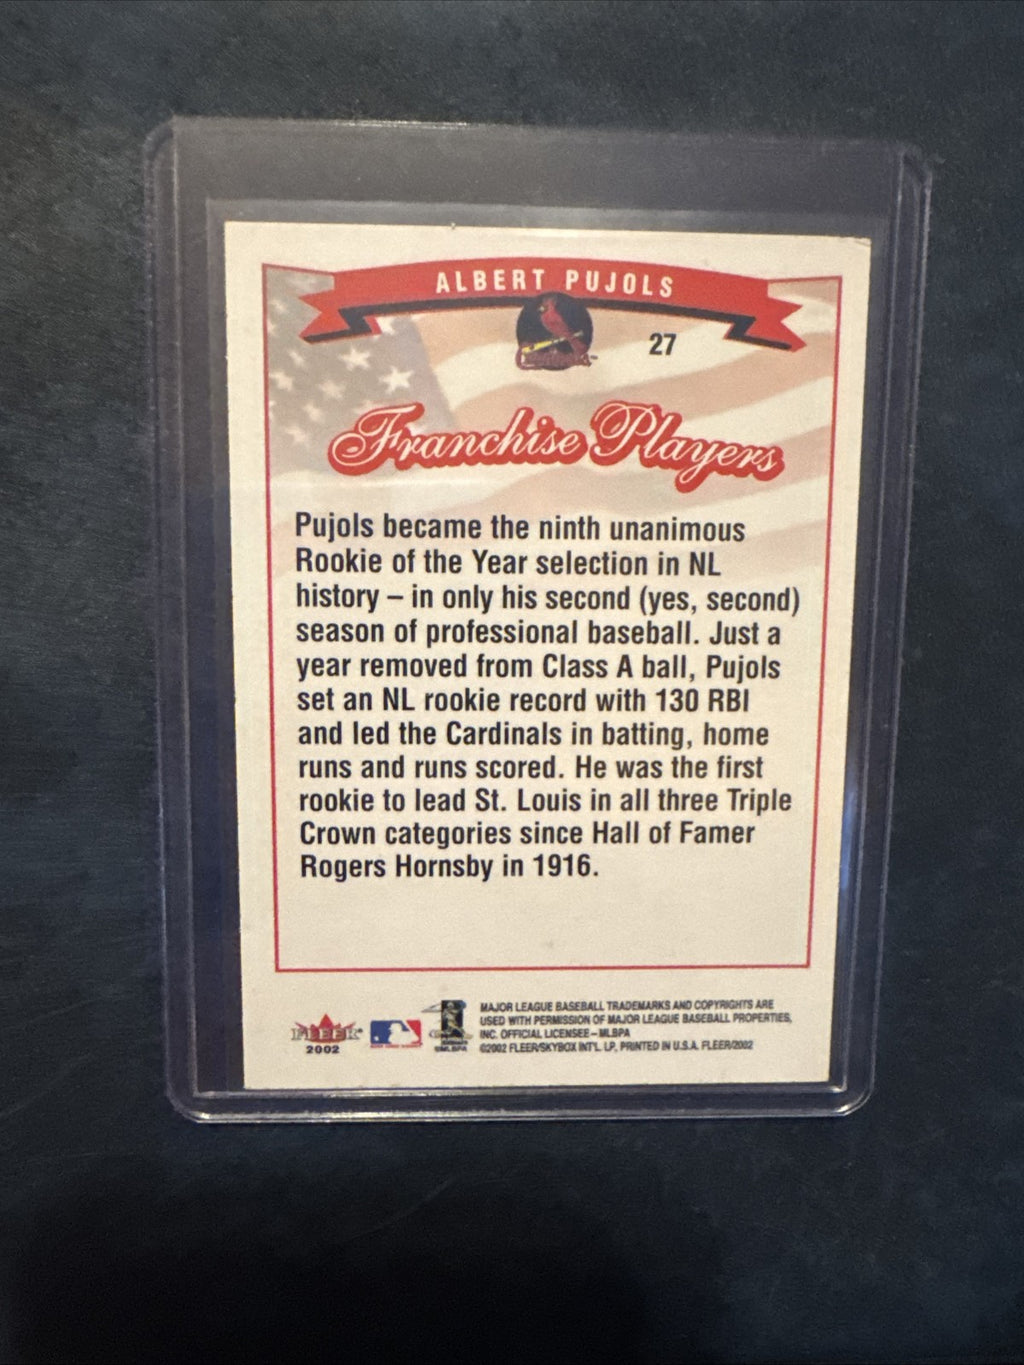 ALBERT PUJOLS
Cardinals
27
Franchise Players
Pujols became the ninth unanimous
Rookie of the Year selection in NL
history – in only his second (yes, second)
season of professional baseball. Just a
year removed from Class A ball, Pujols
set an NL rookie record with 130 RBI
and led the Cardinals in batting, home
runs and runs scored. He was the first
rookie to lead St. Louis in all three Triple
Crown categories since Hall of Famer
Rogers Hornsby in 1916.
FLEER
2002
©MLBPA
MAJOR LEAGUE BASEBALL TRADEMARKS AND COPYRIGHTS ARE
USED WITH PERMISSION OF MAJOR LEAGUE BASEBALL PROPERTIES,
INC. OFFICIAL LICENSEE – MLBPA
©2002 FLEER/SKYBOX INT'L. LP. PRINTED IN U.S.A. FLEER/2002